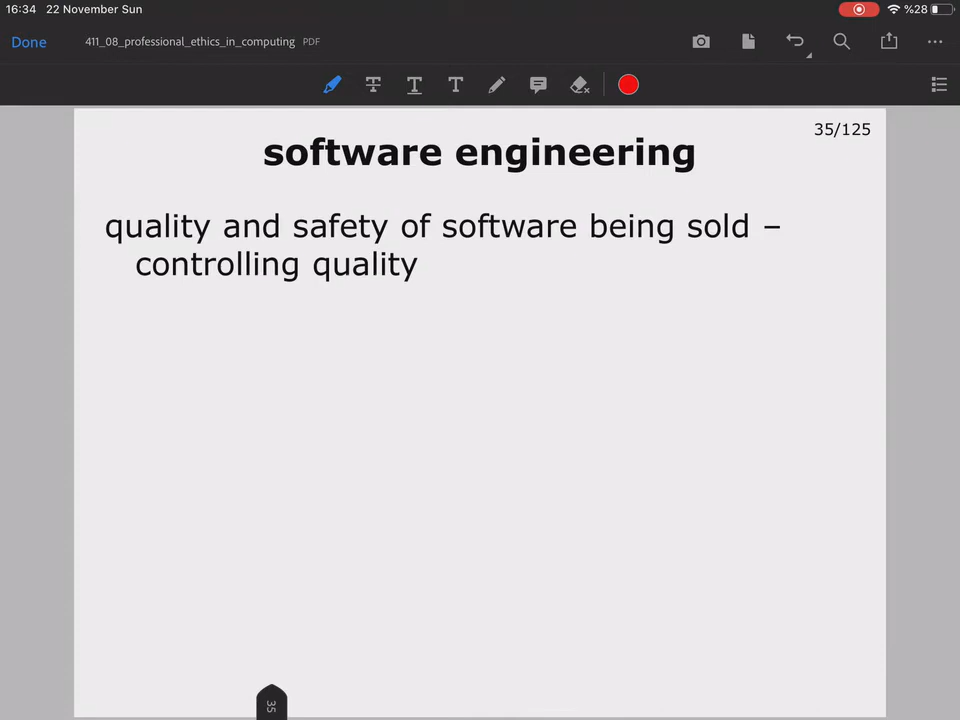 16:34 22 November Sun %28
Done 411_08_professional_ethics_in_computing PDF
35/125
software engineering
quality and safety of software being sold –
controlling quality
35